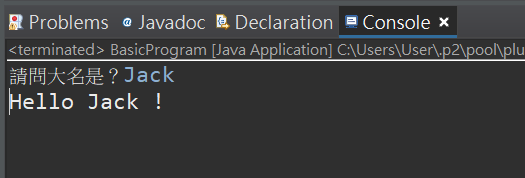 Problems @ Javadoc Declaration Console ×
<terminated> BasicProgram [Java Application] C:\Users\User\.p2\pool\plu
請問大名是？Jack
Hello Jack !